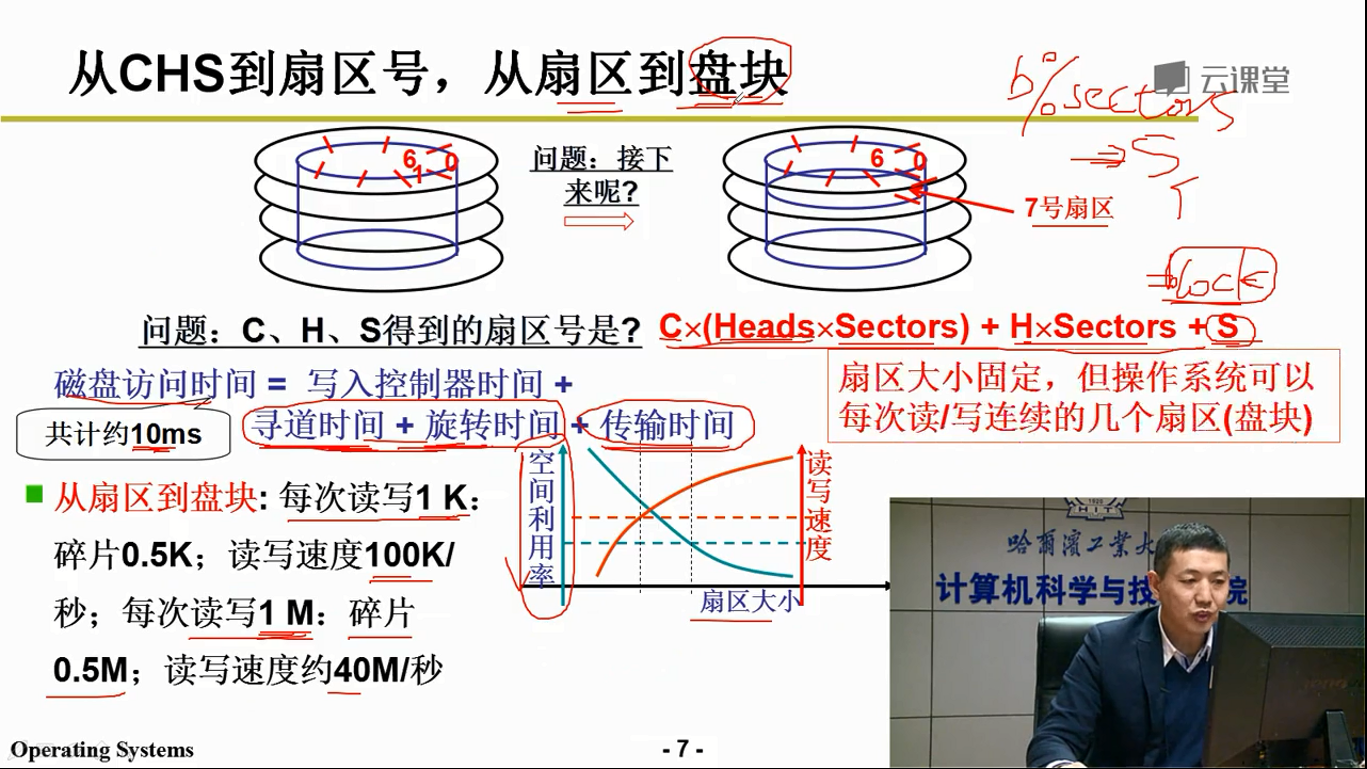 从CHS到扇区号，从扇区到盘块
b % sectors
云课堂
→ S
6 0
1
问题：接下
来呢?
6 0
7号扇区
block
问题：C、H、S得到的扇区号是? C×(Heads×Sectors) + H×Sectors + S
磁盘访问时间 = 写入控制器时间 +
寻道时间 + 旋转时间 + 传输时间
共计约10ms
扇区大小固定，但操作系统可以
每次读/写连续的几个扇区(盘块)
从扇区到盘块: 每次读写1 K：
碎片0.5K；读写速度100K/
秒；每次读写1 M：碎片
0.5M；读写速度约40M/秒
空间利用率
读写速度
扇区大小
HIT
哈尔滨工业大
计算机科学与技 院
Operating Systems
- 7 -